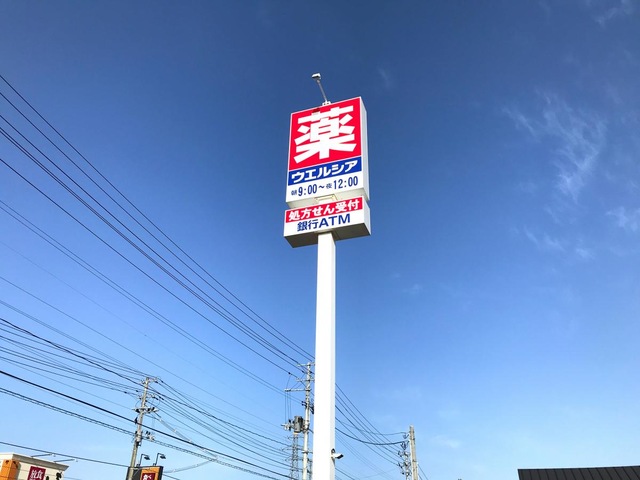 薬
ウエルシア
朝9:00～夜12:00
処方せん受付
銀行ATM